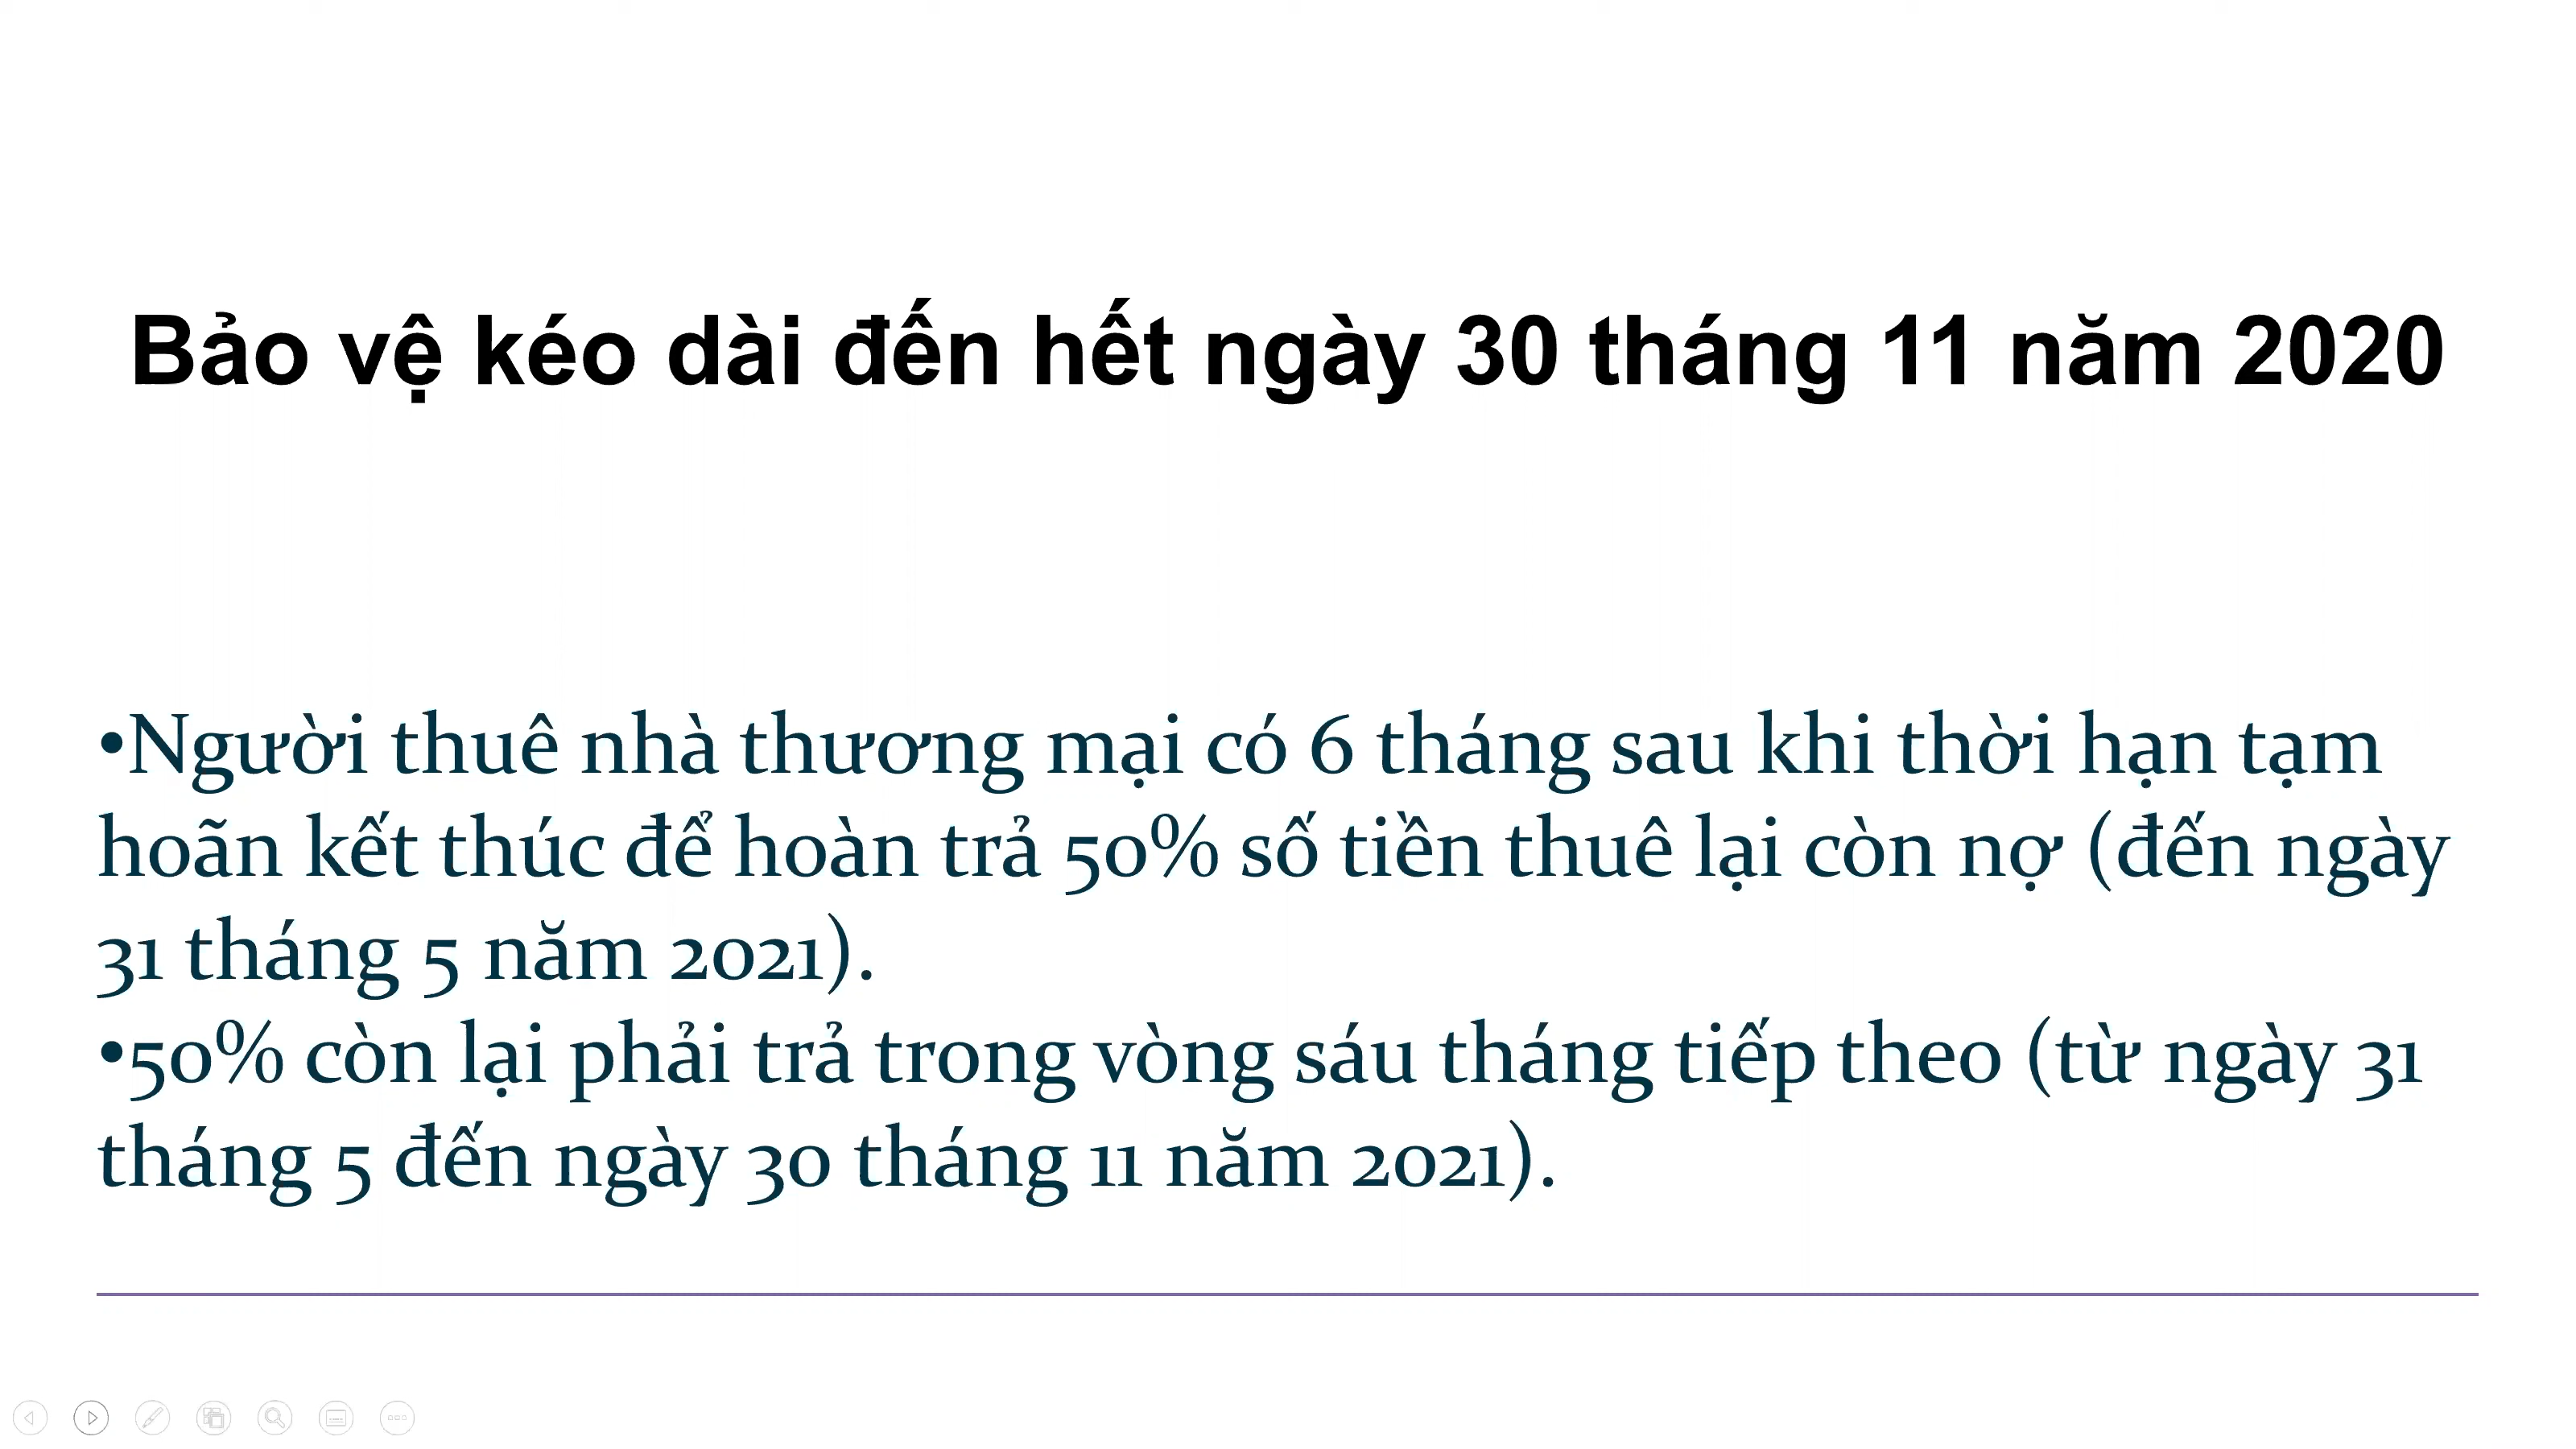 Bảo vệ kéo dài đến hết ngày 30 tháng 11 năm 2020
•Người thuê nhà thương mại có 6 tháng sau khi thời hạn tạm
hoãn kết thúc để hoàn trả 50% số tiền thuê lại còn nợ (đến ngày
31 tháng 5 năm 2021).
•50% còn lại phải trả trong vòng sáu tháng tiếp theo (từ ngày 31
tháng 5 đến ngày 30 tháng 11 năm 2021).